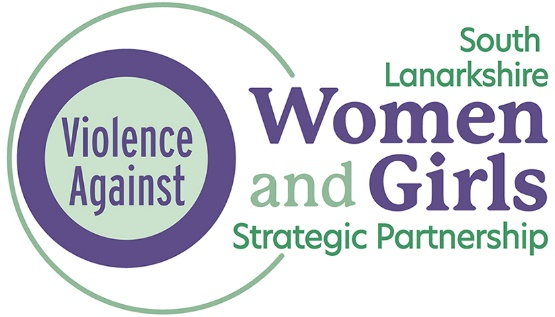 South
Lanarkshire
Violence
Against
Women
and Girls
Strategic Partnership